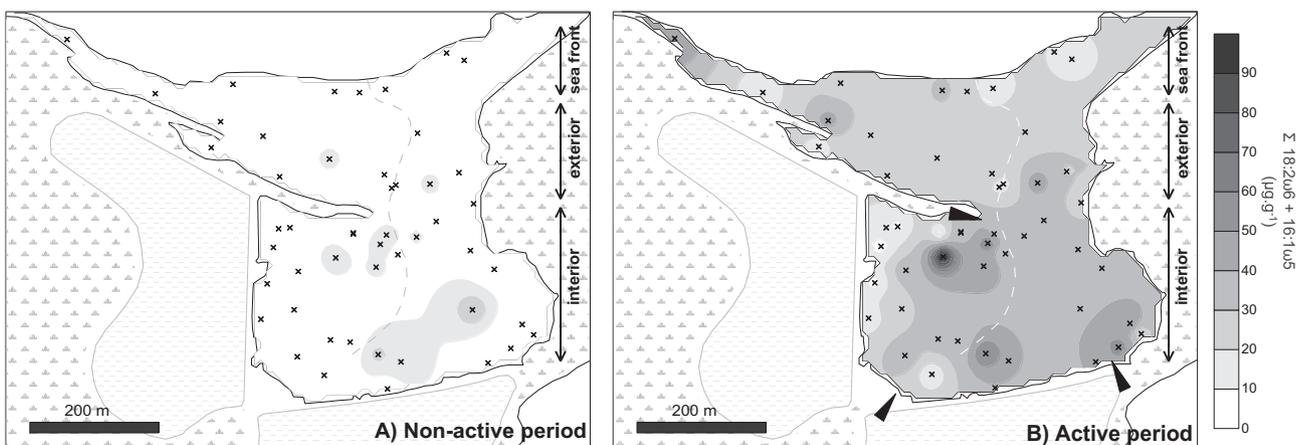 sea front
exterior
interior
200 m
A) Non-active period
sea front
exterior
interior
200 m
B) Active period
90
80
70
60
50
40
30
20
10
0
Σ 18:2ω6 + 16:1ω5
(µg.g⁻¹)